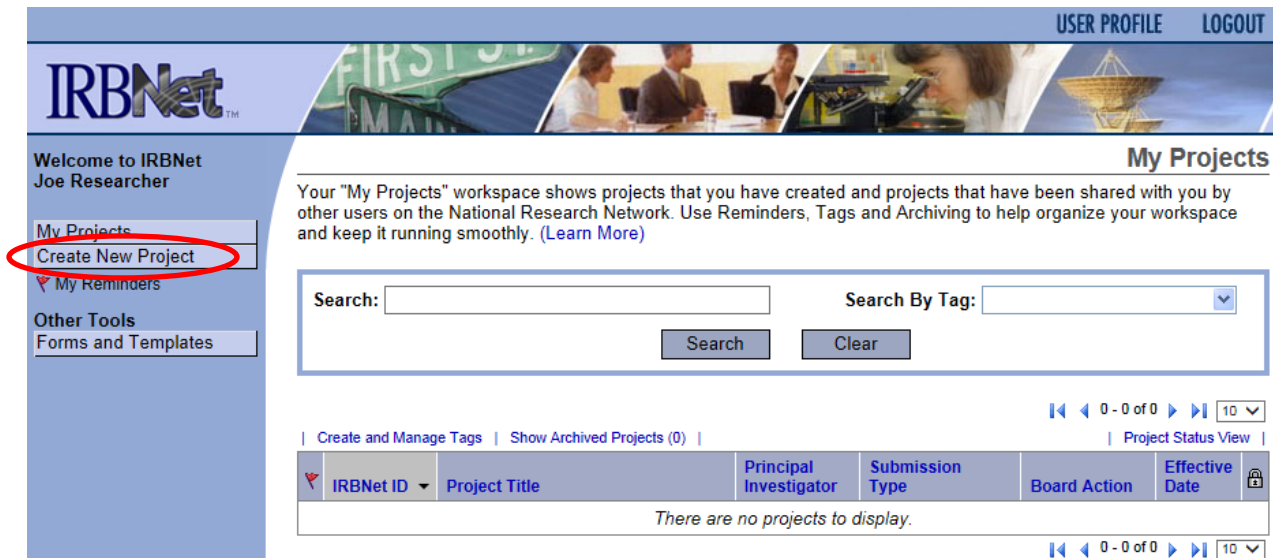 USER PROFILE LOGOUT
IRBNet TM
FIRST ST
MAIN
Welcome to IRBNet
Joe Researcher
My Projects
Create New Project
My Reminders
Other Tools
Forms and Templates
My Projects
Your "My Projects" workspace shows projects that you have created and projects that have been shared with you by
other users on the National Research Network. Use Reminders, Tags and Archiving to help organize your workspace
and keep it running smoothly. (Learn More)
Search: Search By Tag:
Search Clear
0 - 0 of 0 10
| Create and Manage Tags | Show Archived Projects (0) | | Project Status View |
IRBNet ID Project Title Principal Investigator Submission Type Board Action Effective Date
There are no projects to display.
0 - 0 of 0 10